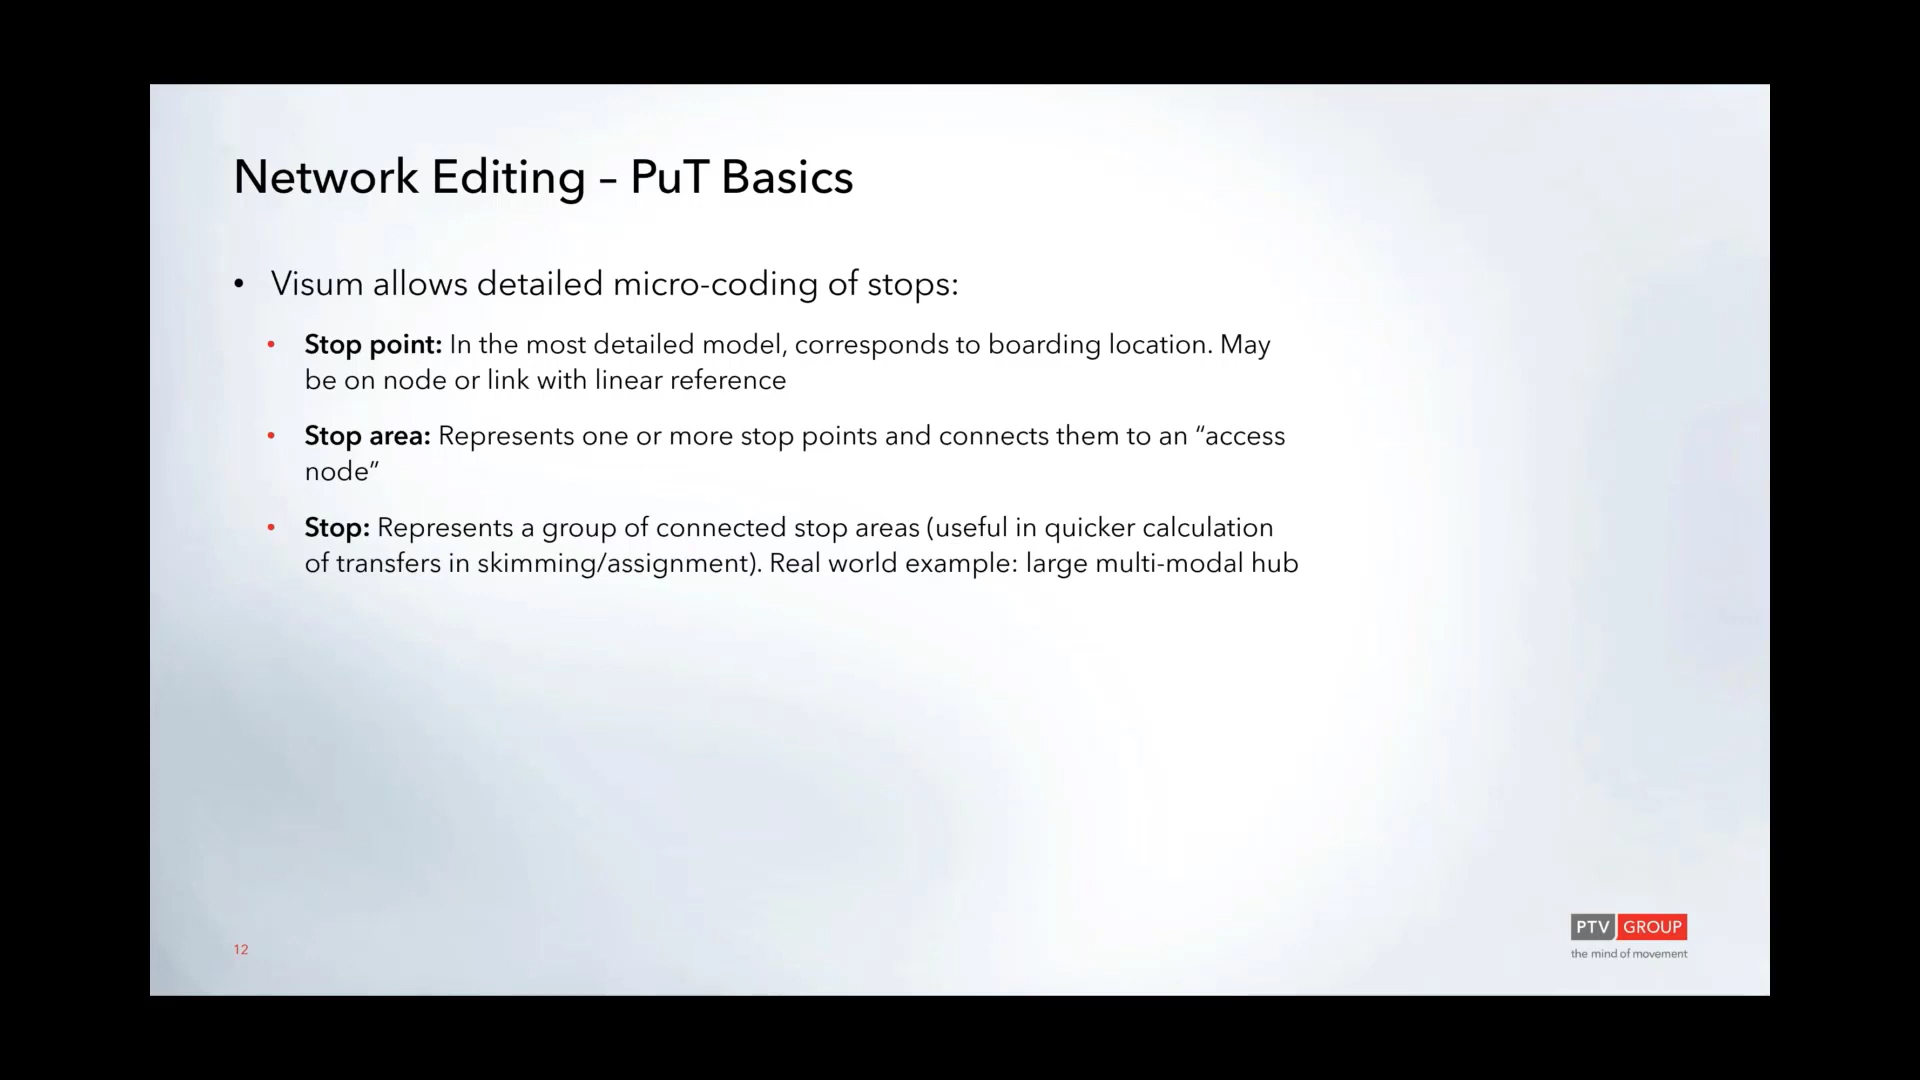 Network Editing – PuT Basics
• Visum allows detailed micro-coding of stops:
• Stop point: In the most detailed model, corresponds to boarding location. May
be on node or link with linear reference
• Stop area: Represents one or more stop points and connects them to an “access
node”
• Stop: Represents a group of connected stop areas (useful in quicker calculation
of transfers in skimming/assignment). Real world example: large multi-modal hub
12
PTV GROUP
the mind of movement